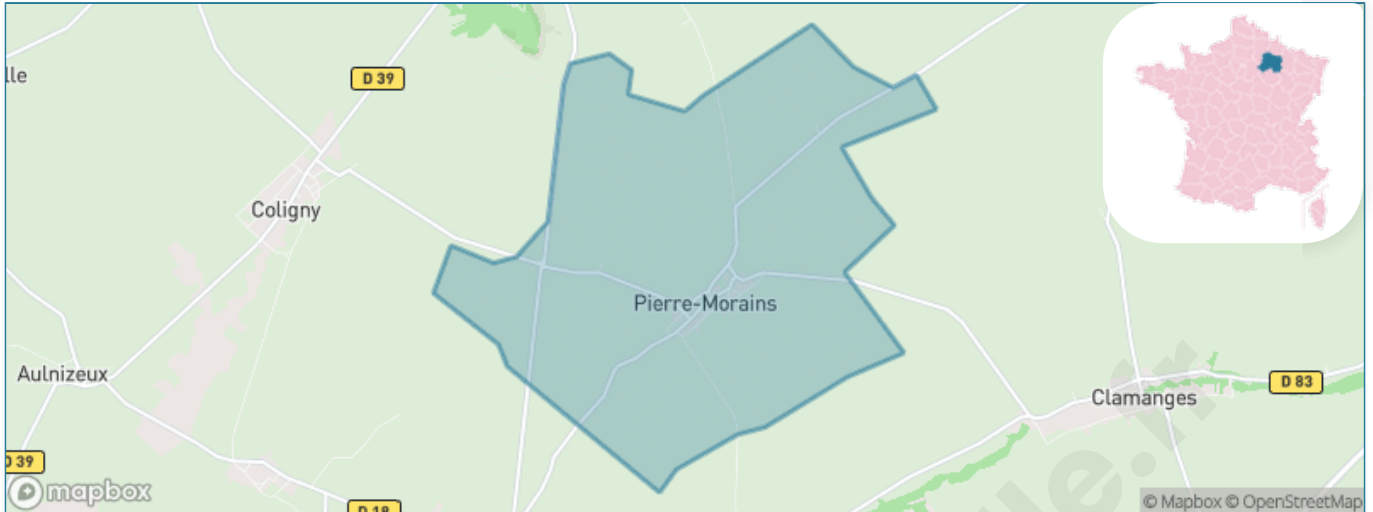 lle
D 39
Coligny
Pierre-Morains
Aulnizeux
D 83
Clamanges
D 39
mapbox
D 18
© Mapbox © OpenStreetMap